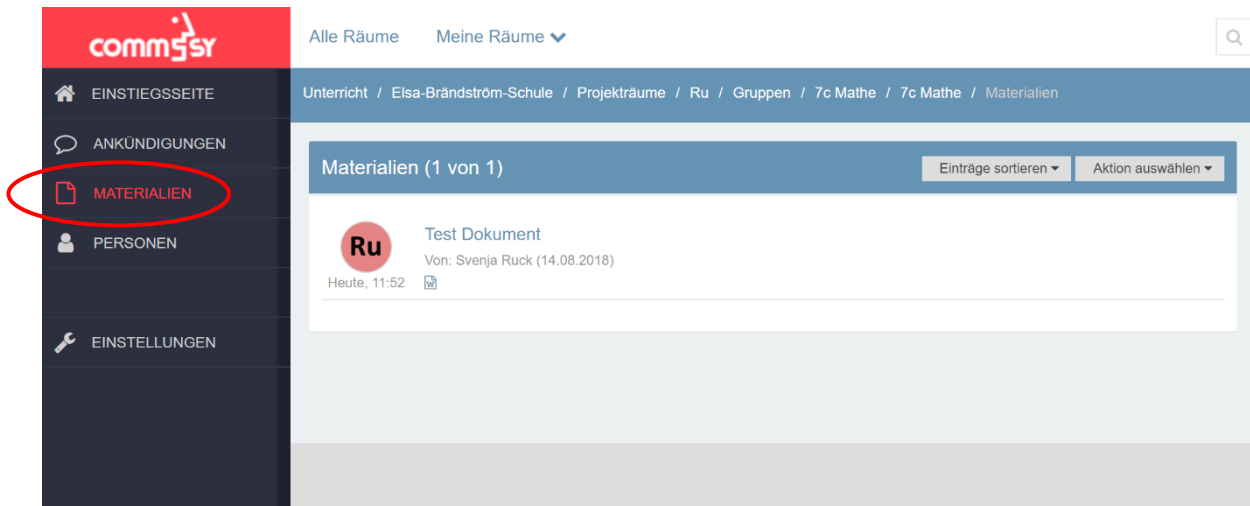 commsy
Alle Räume Meine Räume
EINSTIEGSSEITE
Unterricht / Elsa-Brändström-Schule / Projekträume / Ru / Gruppen / 7c Mathe / 7c Mathe / Materialien
ANKÜNDIGUNGEN
Materialien (1 von 1) Einträge sortieren Aktion auswählen
MATERIALIEN
PERSONEN
Ru
Test Dokument
Von: Svenja Ruck (14.08.2018)
Heute, 11:52
EINSTELLUNGEN